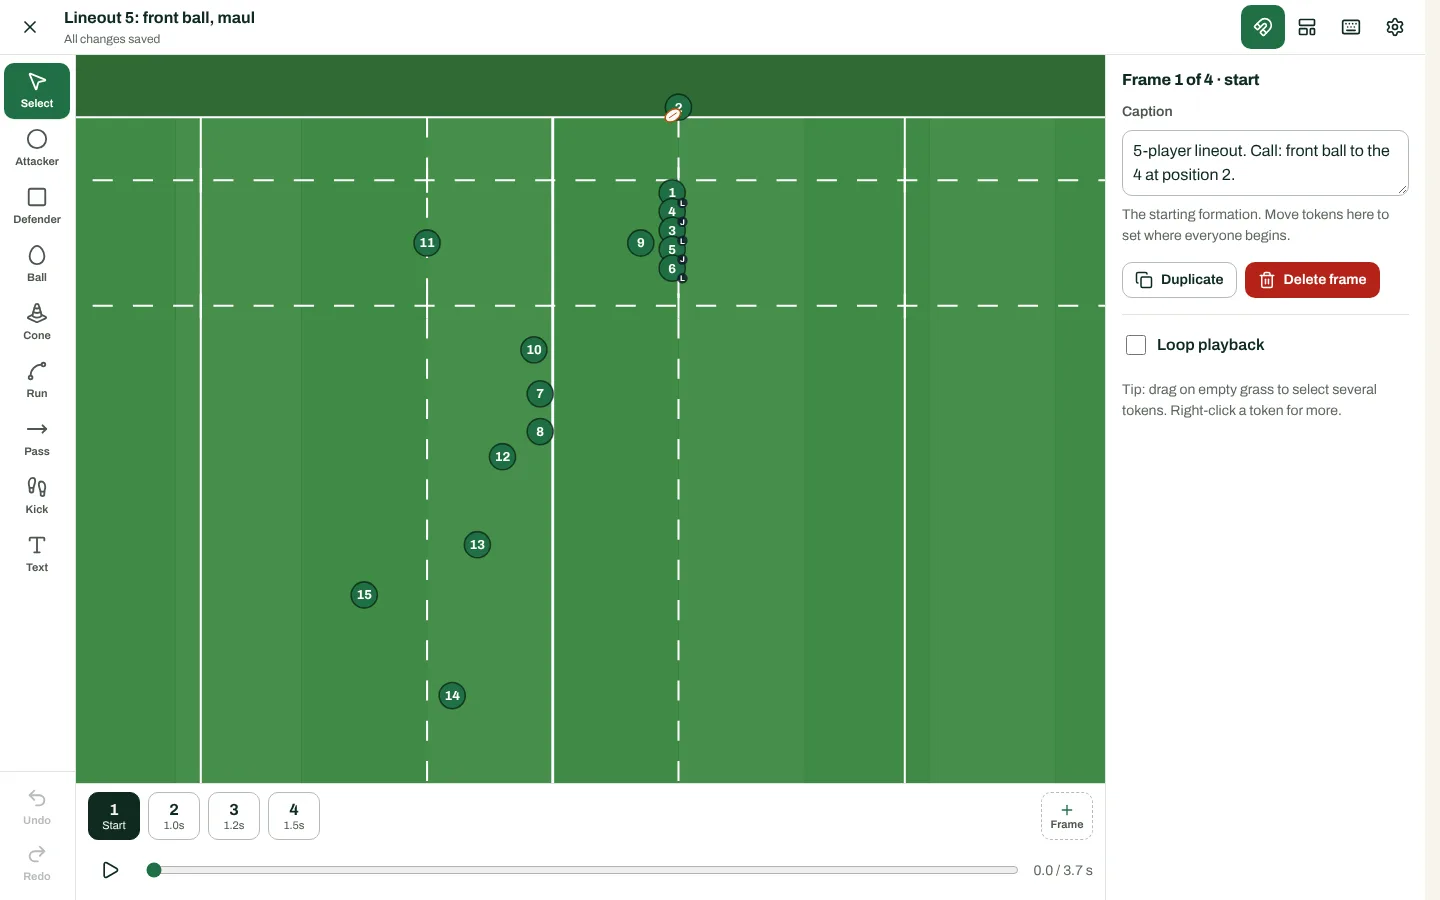 Lineout 5: front ball, maul
All changes saved
Select
Attacker
Defender
Ball
Cone
Run
Pass
Kick
Text
Undo
Redo
2
1
L
4
J
3
L
5
J
6
L
11
9
10
7
8
12
13
15
14
Frame 1 of 4 · start
Caption
5-player lineout. Call: front ball to the
4 at position 2.
The starting formation. Move tokens here to
set where everyone begins.
Duplicate
Delete frame
Loop playback
Tip: drag on empty grass to select several
tokens. Right-click a token for more.
1
Start
2
1.0s
3
1.2s
4
1.5s
Frame
0.0 / 3.7 s